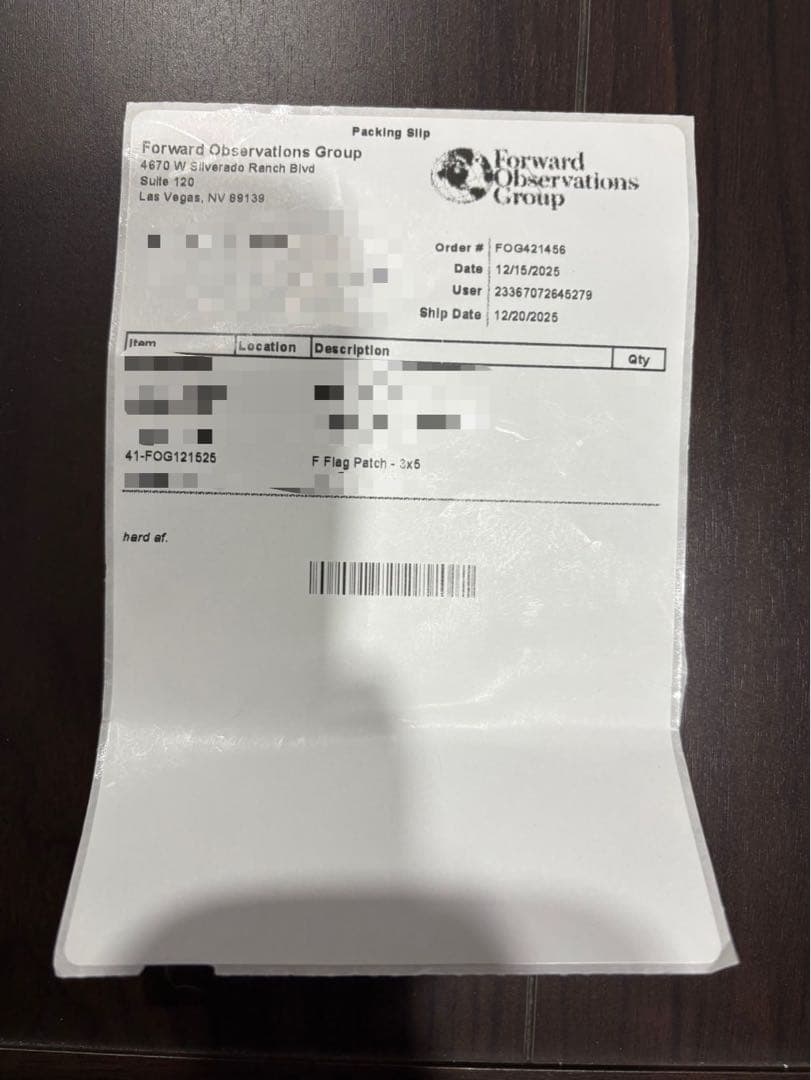 Packing Slip
Forward Observations Group
4670 W Silverado Ranch Blvd
Suite 120
Las Vegas, NV 89139
Forward
Observations
Group
Order # FOG421456
Date 12/15/2025
User 23367072645279
Ship Date 12/20/2025
Item Location Description Qty
41-FOG121525 F Flag Patch - 3x5
hard af.